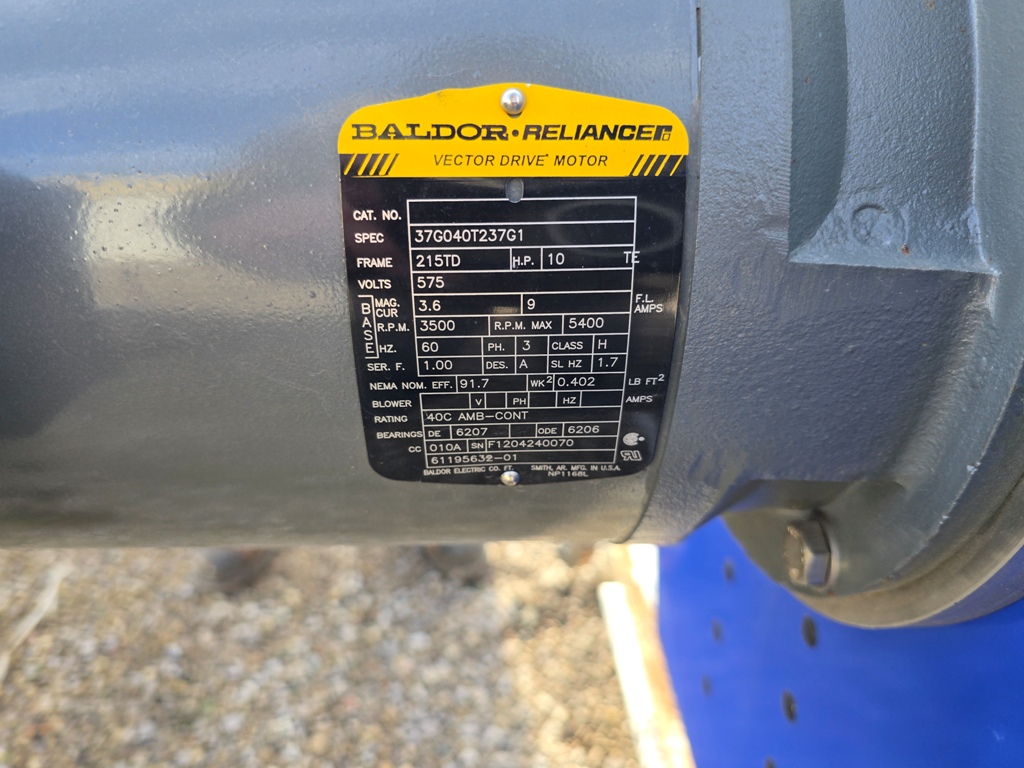 BALDOR • RELIANCE
VECTOR DRIVE MOTOR
CAT. NO.
SPEC 37G040T237G1
FRAME 215TD H.P. 10 TE
VOLTS 575
BASE
MAG. CUR 3.6 9 F.L. AMPS
R.P.M. 3500 R.P.M. MAX 5400
HZ. 60 PH. 3 CLASS H
SER. F. 1.00 DES. A SL HZ 1.7
NEMA NOM. EFF. 91.7 WK² 0.402 LB FT²
BLOWER V PH HZ AMPS
RATING 40C AMB-CONT
BEARINGS DE 6207 ODE 6206
CC 010A SN F1204240070
61195632-01
BALDOR ELECTRIC CO. FT. SMITH, AR. MFG. IN U.S.A.
NP1168L